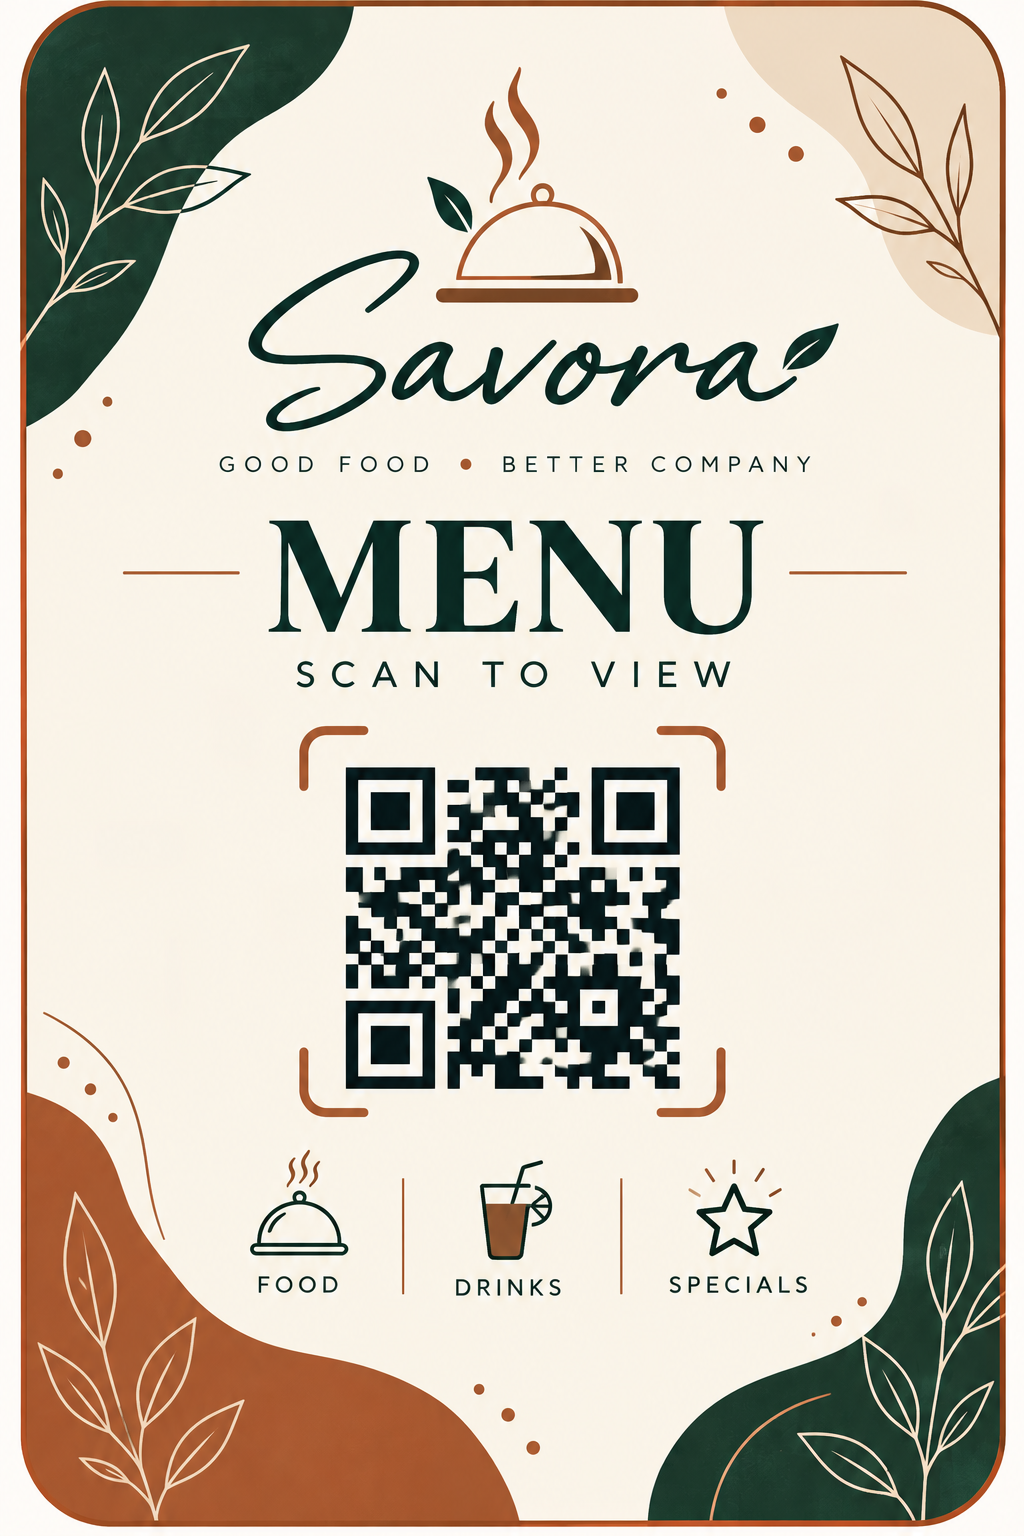 Savora
GOOD FOOD • BETTER COMPANY
MENU
SCAN TO VIEW
FOOD
DRINKS
SPECIALS